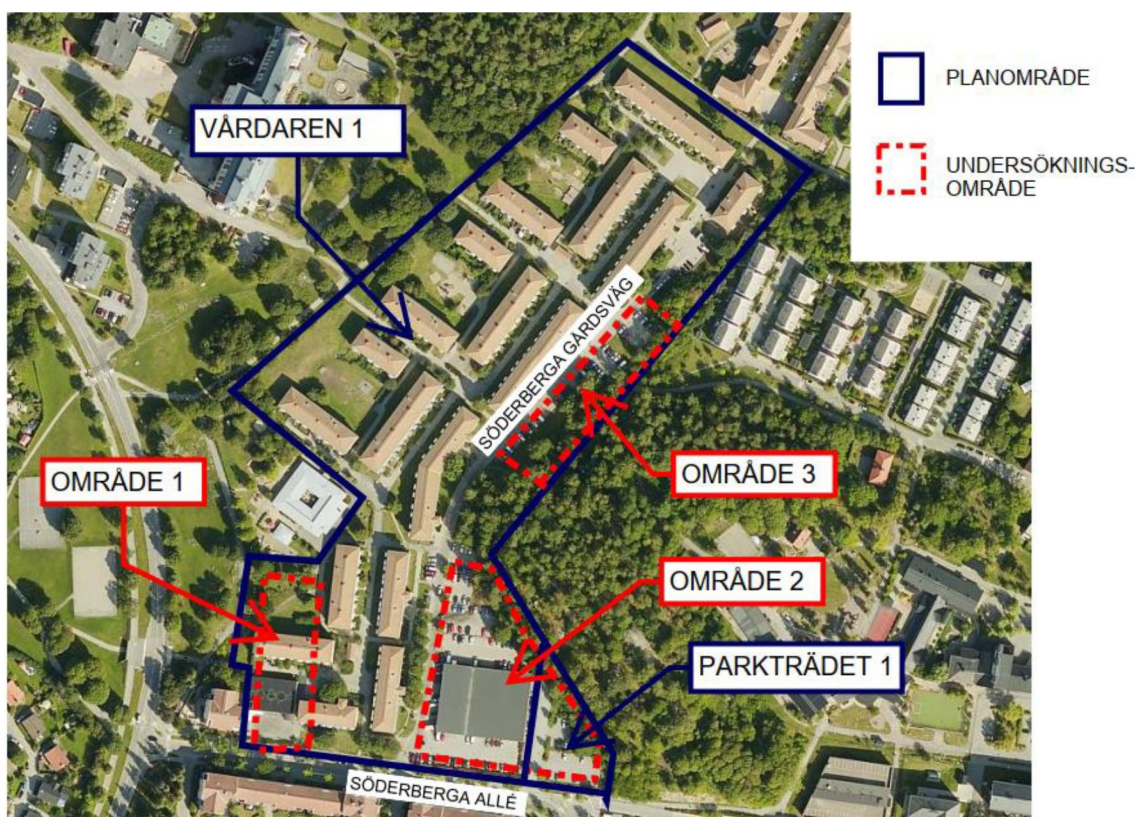 PLANOMRÅDE
VÅRDAREN 1
UNDERSÖKNINGS-
OMRÅDE
SÖDERBERGA GÅRDSVÄG
OMRÅDE 1
OMRÅDE 3
OMRÅDE 2
PARKTRÄDET 1
SÖDERBERGA ALLÉ